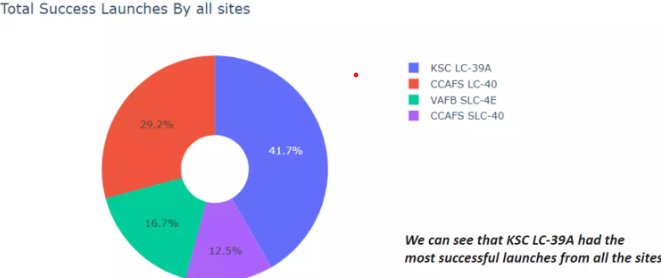 Total Success Launches By all sites
KSC LC-39A
CCAFS LC-40
VAFB SLC-4E
CCAFS SLC-40
29.2%
41.7%
16.7%
12.5%
We can see that KSC LC-39A had the
most successful launches from all the sites